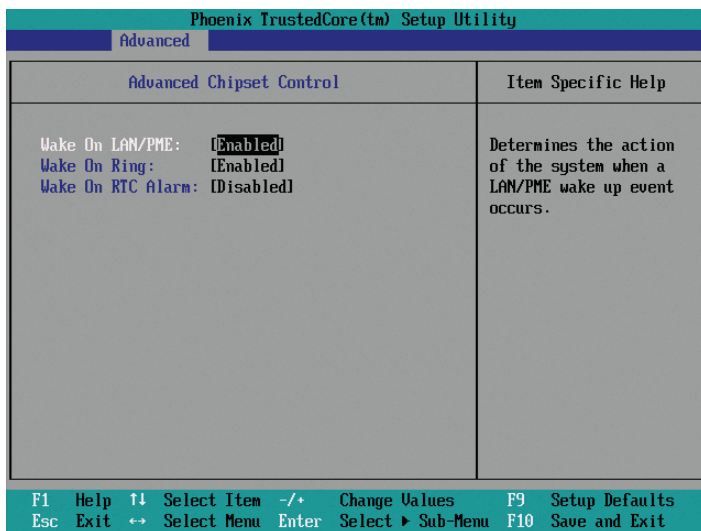 Phoenix TrustedCore(tm) Setup Utility
Advanced
Advanced Chipset Control
Item Specific Help
Wake On LAN/PME: [Enabled]
Wake On Ring: [Enabled]
Wake On RTC Alarm: [Disabled]
Determines the action
of the system when a
LAN/PME wake up event
occurs.
F1 Help ↑↓ Select Item -/+ Change Values F9 Setup Defaults
Esc Exit ↔ Select Menu Enter Select ▶ Sub-Menu F10 Save and Exit